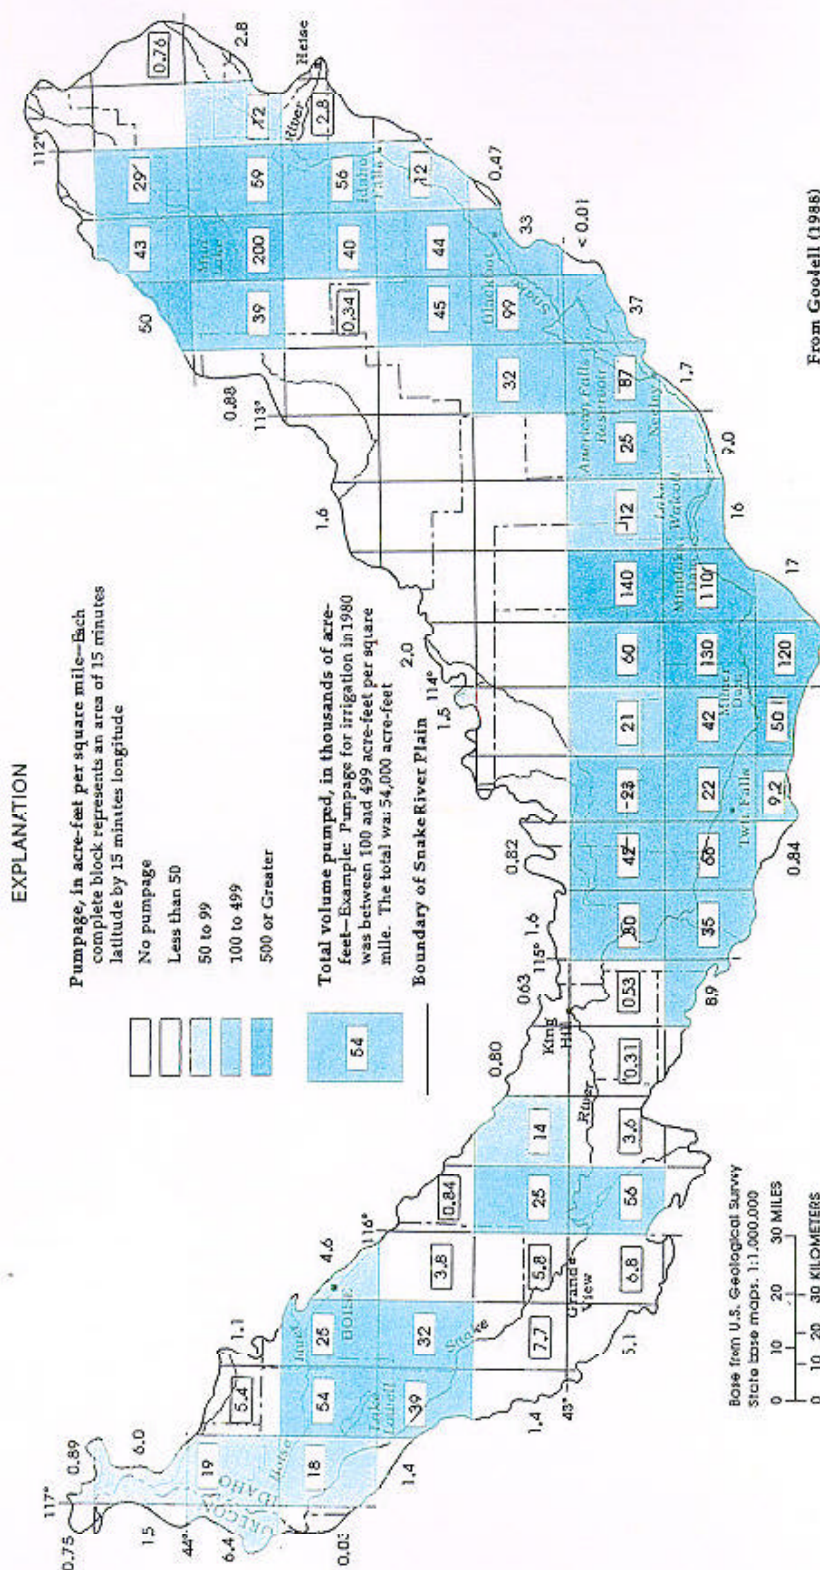 EXPLANATION
Pumpage, in acre-feet per square mile—Each
complete block represents an area of 15 minutes
latitude by 15 minutes longitude
No pumpage
Less than 50
50 to 99
100 to 499
500 or Greater
54
Total volume pumped, in thousands of acre-
feet—Example: Pumpage for irrigation in 1980
was between 100 and 499 acre-feet per square
mile. The total was 54,000 acre-feet
Boundary of Snake River Plain
117°
0.75
0.89
15
6.0
44°
19
OREGON
IDAHO
6.4
Boise
18
0.03
1.1
5.4
54
25
BOISE
4.6
Lake
Lowell
39
32
Snake
1.4
116°
3.8
0.84
1.4
43°
7.7
5.8
Grand
View
25
14
5.1
6.8
56
3.6
River
0.80
0.63
King
Hill
0.31
0.53
8.9
115°
1.6
0.82
80
42
23
21
60
140
12
25
87
35
66
22
42
130
110
Twin Falls
Milner
Dam
Minidoka
Dam
Lake
Walcott
0.84
9.2
50
120
17
16
9.0
1.7
37
1.5
114°
2.0
1.6
American Falls
Reservoir
Neeley
32
99
33
< 0.01
Blackfoot
Snake
45
44
12
0.47
113°
0.88
0.34
40
56
2.8
Idaho
Falls
River
Heise
39
200
59
2.8
Mud
Lake
50
43
29
0.76
112°
Base from U.S. Geological Survey
State base maps, 1:1,000,000
0 10 20 30 MILES
0 10 20 30 KILOMETERS
From Goodell (1988)